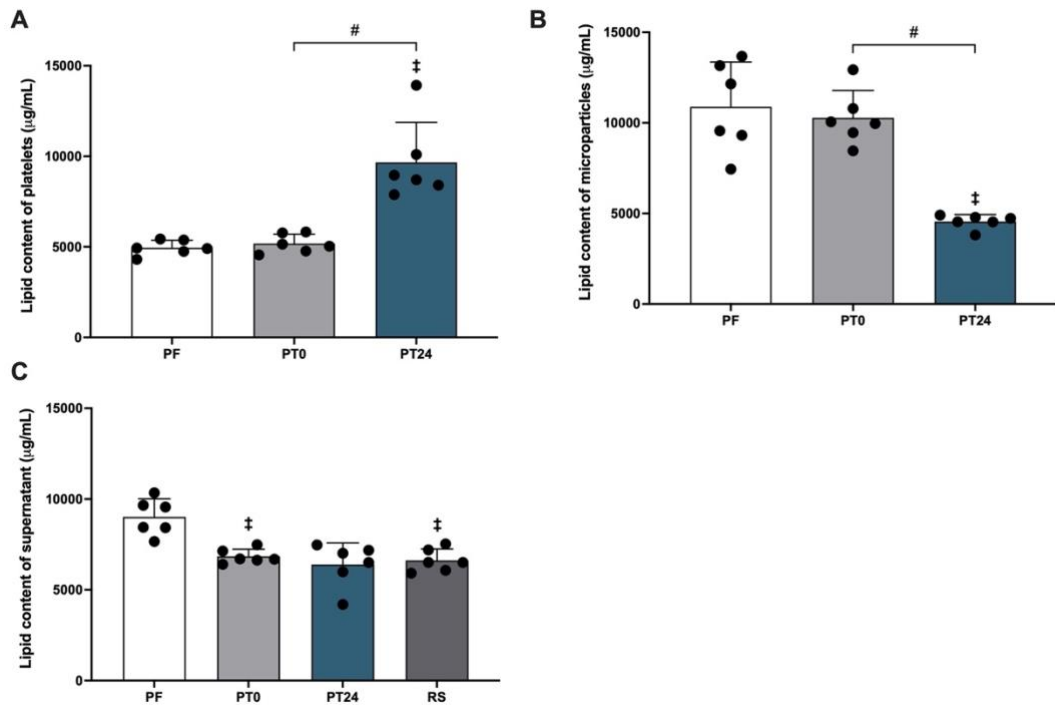 A
Lipid content of platelets (µg/mL)
15000
10000
5000
0
#
‡
PF PT0 PT24
B
Lipid content of microparticles (µg/mL)
15000
10000
5000
0
#
‡
PF PT0 PT24
C
Lipid content of supernatant (µg/mL)
15000
10000
5000
0
‡ ‡
PF PT0 PT24 RS